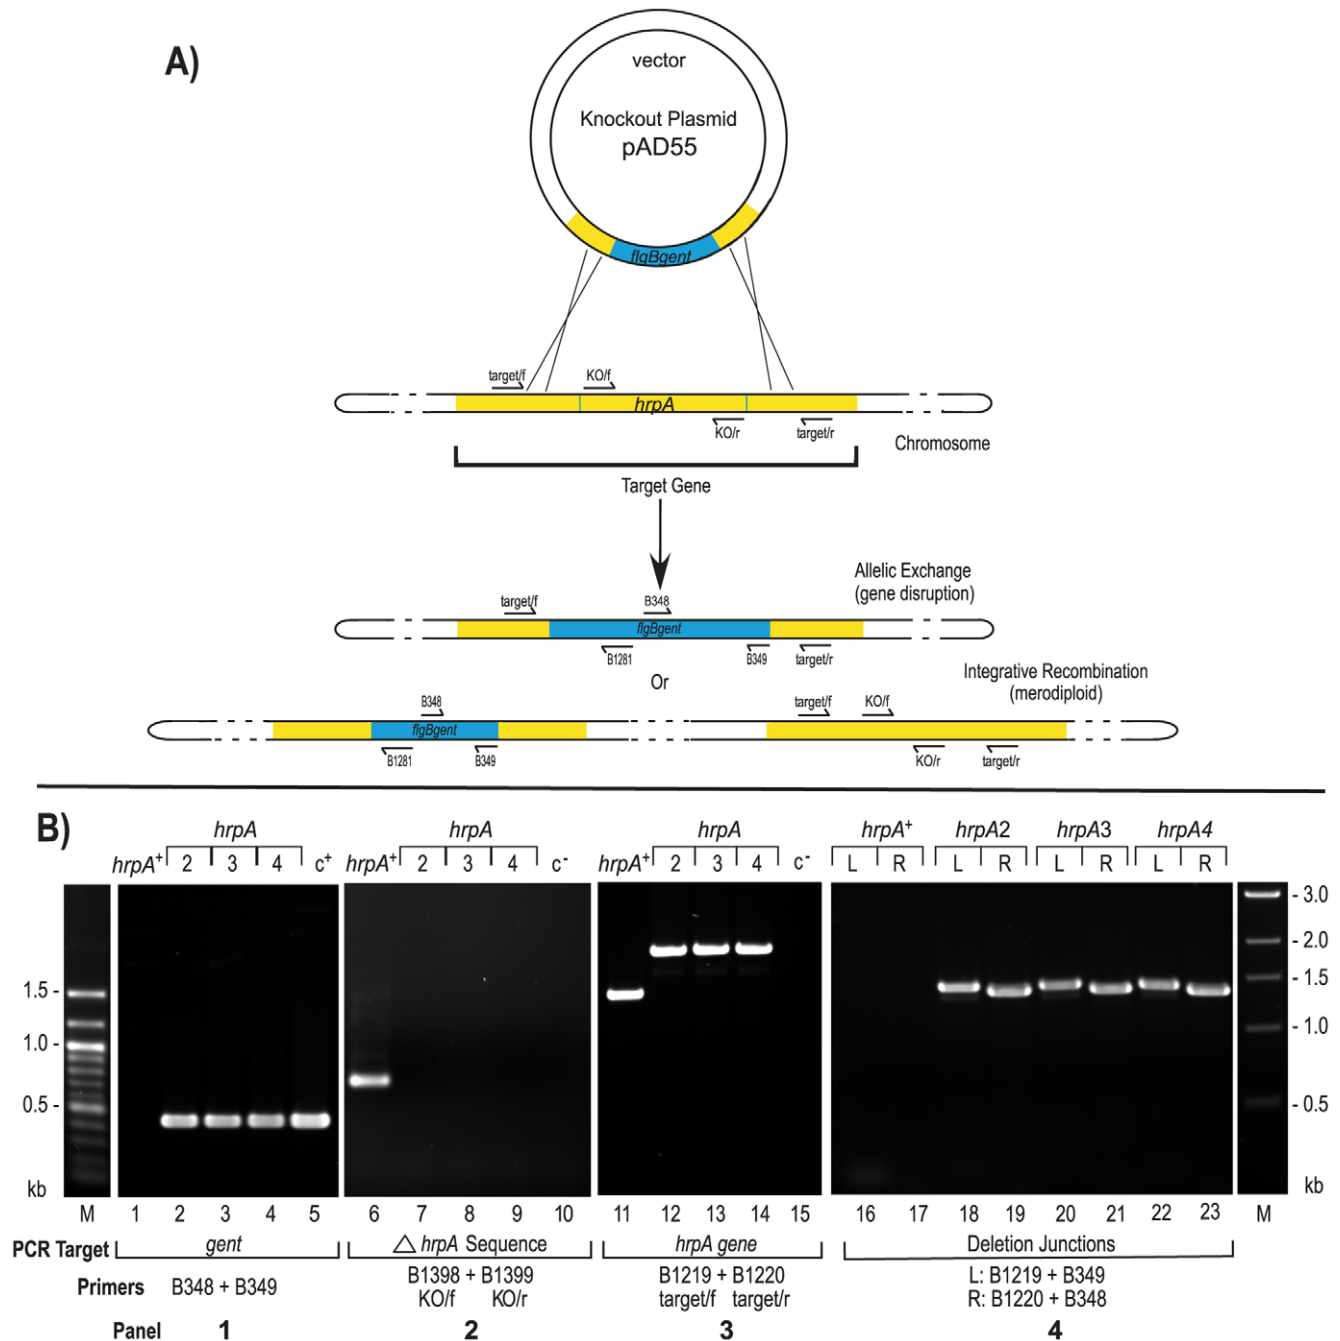 A)
vector
Knockout Plasmid
pAD55
flgBgent
target/f
KO/f
hrpA
KO/r
target/r
Chromosome
Target Gene
Allelic Exchange
(gene disruption)
target/f
B348
flgBgent
B1281
B349
target/r
Or
Integrative Recombination
(merodiploid)
B348
target/f
KO/f
flgBgent
B1281
B349
KO/r
target/r
B)
hrpA hrpA hrpA hrpA+ hrpA2 hrpA3 hrpA4
hrpA+ 2 3 4 c+ hrpA+ 2 3 4 c- hrpA+ 2 3 4 c- L R L R L R L R
- 3.0
- 2.0
1.5 - - 1.5
1.0 - - 1.0
0.5 - - 0.5
kb kb
M 1 2 3 4 5 6 7 8 9 10 11 12 13 14 15 16 17 18 19 20 21 22 23 M
PCR Target gent △ hrpA Sequence hrpA gene Deletion Junctions
Primers B348 + B349 B1398 + B1399 B1219 + B1220 L: B1219 + B349
KO/f KO/r target/f target/r R: B1220 + B348
Panel 1 2 3 4